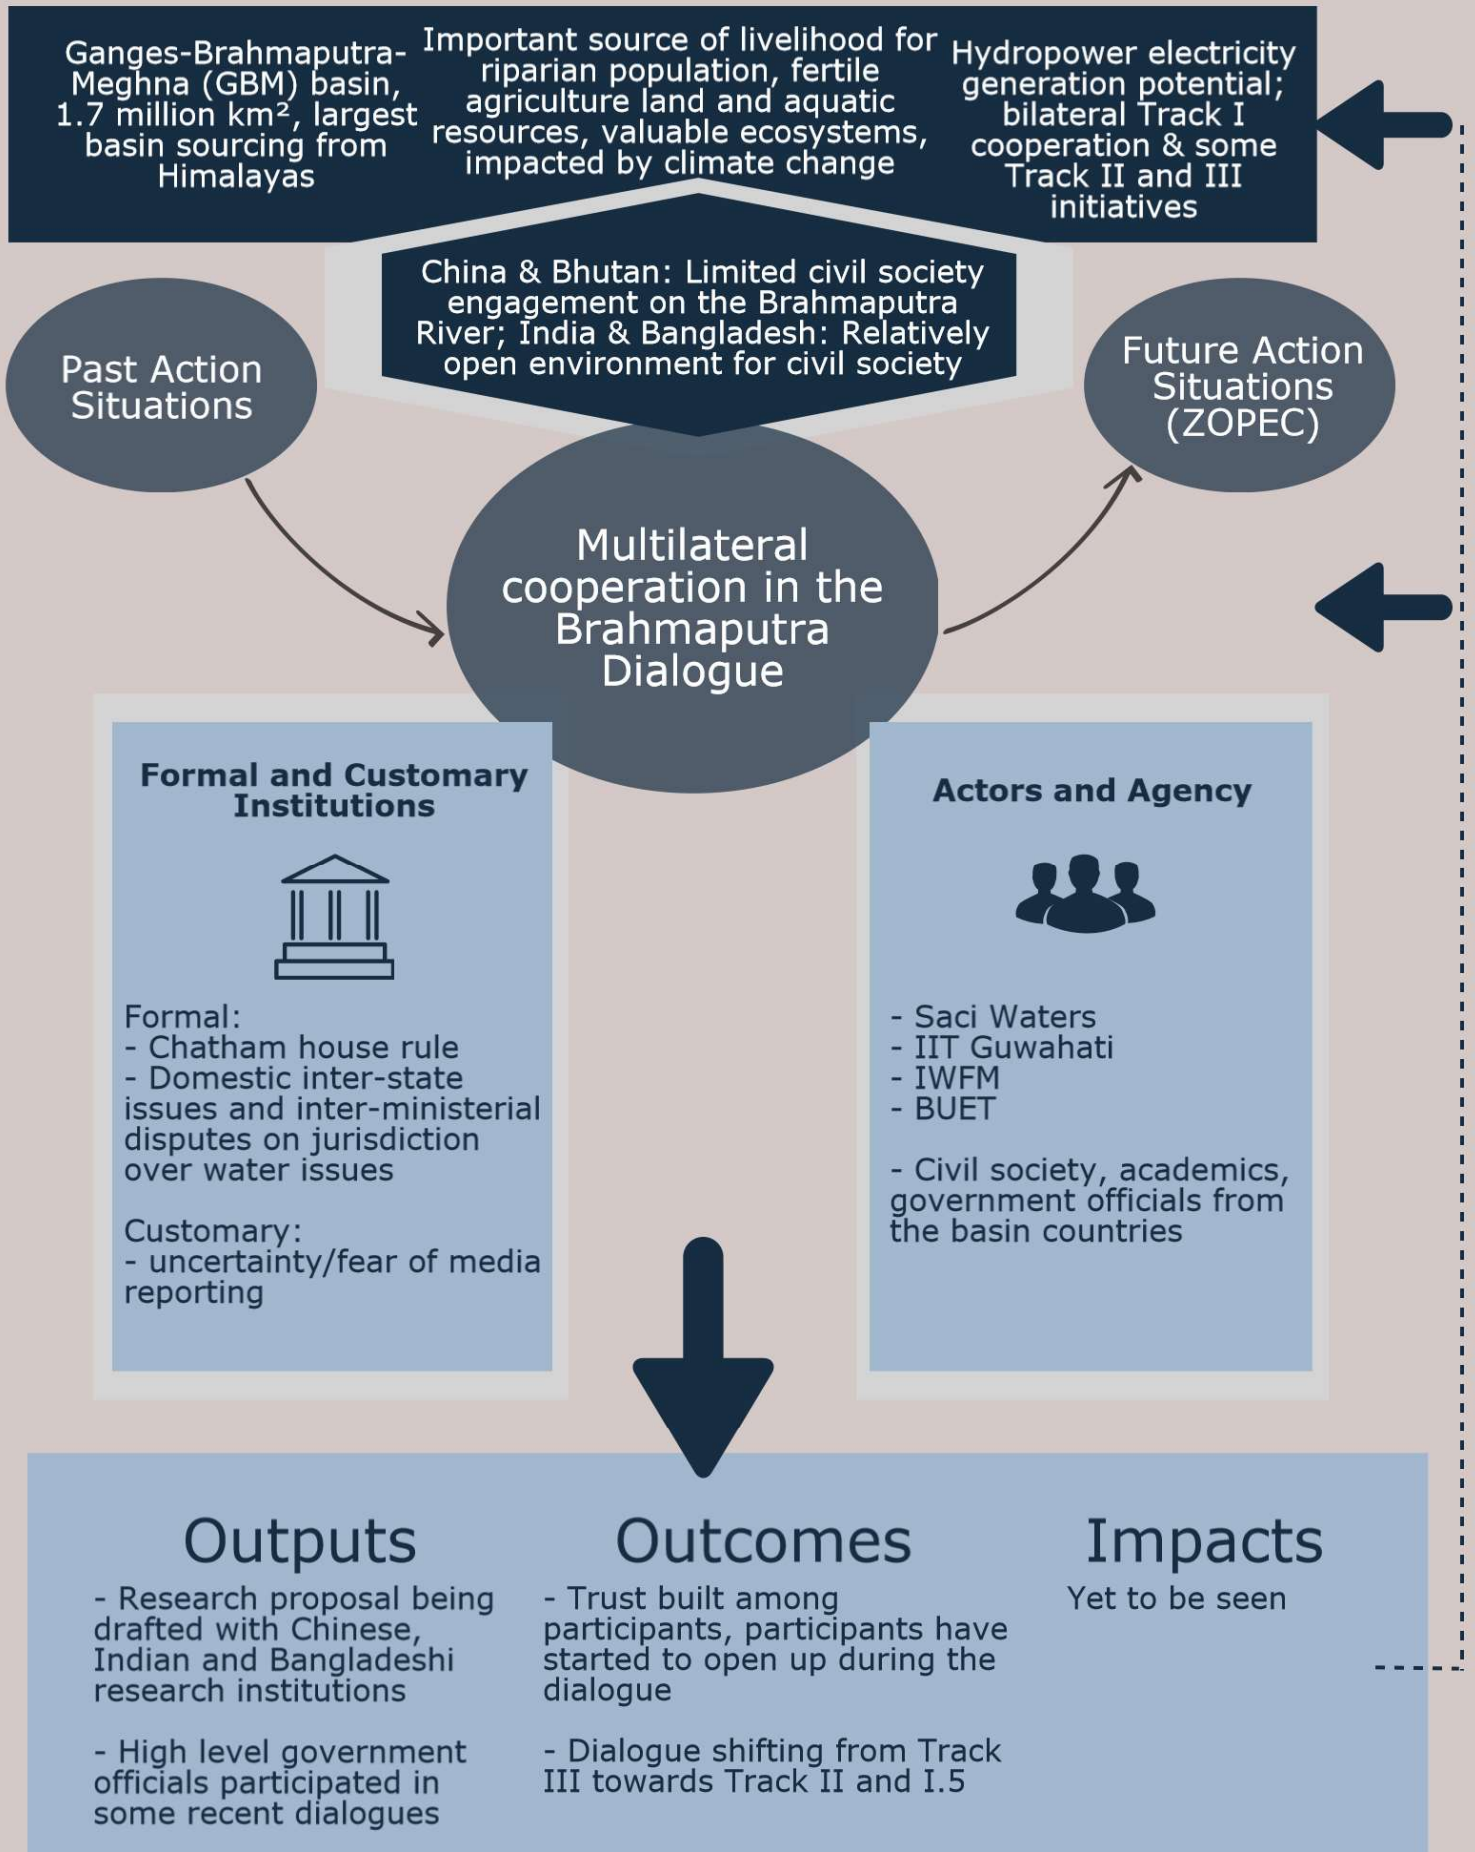 Ganges-Brahmaputra-
Meghna (GBM) basin,
1.7 million km², largest
basin sourcing from
Himalayas
Important source of livelihood for
riparian population, fertile
agriculture land and aquatic
resources, valuable ecosystems,
impacted by climate change
Hydropower electricity
generation potential;
bilateral Track I
cooperation & some
Track II and III
initiatives
China & Bhutan: Limited civil society
engagement on the Brahmaputra
River; India & Bangladesh: Relatively
open environment for civil society
Past Action
Situations
Future Action
Situations
(ZOPEC)
Multilateral
cooperation in the
Brahmaputra
Dialogue
Formal and Customary
Institutions
Formal:
- Chatham house rule
- Domestic inter-state
issues and inter-ministerial
disputes on jurisdiction
over water issues
Customary:
- uncertainty/fear of media
reporting
Actors and Agency
- Saci Waters
- IIT Guwahati
- IWFM
- BUET
- Civil society, academics,
government officials from
the basin countries
Outputs
- Research proposal being
drafted with Chinese,
Indian and Bangladeshi
research institutions
- High level government
officials participated in
some recent dialogues
Outcomes
- Trust built among
participants, participants have
started to open up during the
dialogue
- Dialogue shifting from Track
III towards Track II and I.5
Impacts
Yet to be seen